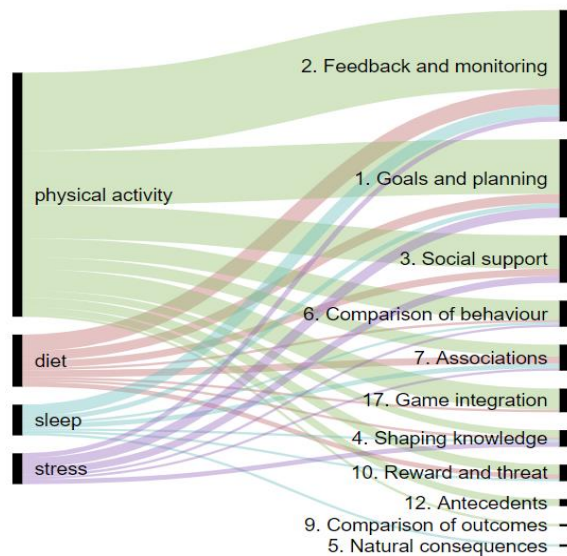 2. Feedback and monitoring
1. Goals and planning
physical activity
3. Social support
6. Comparison of behaviour
diet
7. Associations
17. Game integration
sleep
4. Shaping knowledge
stress
10. Reward and threat
12. Antecedents
9. Comparison of outcomes
5. Natural consequences